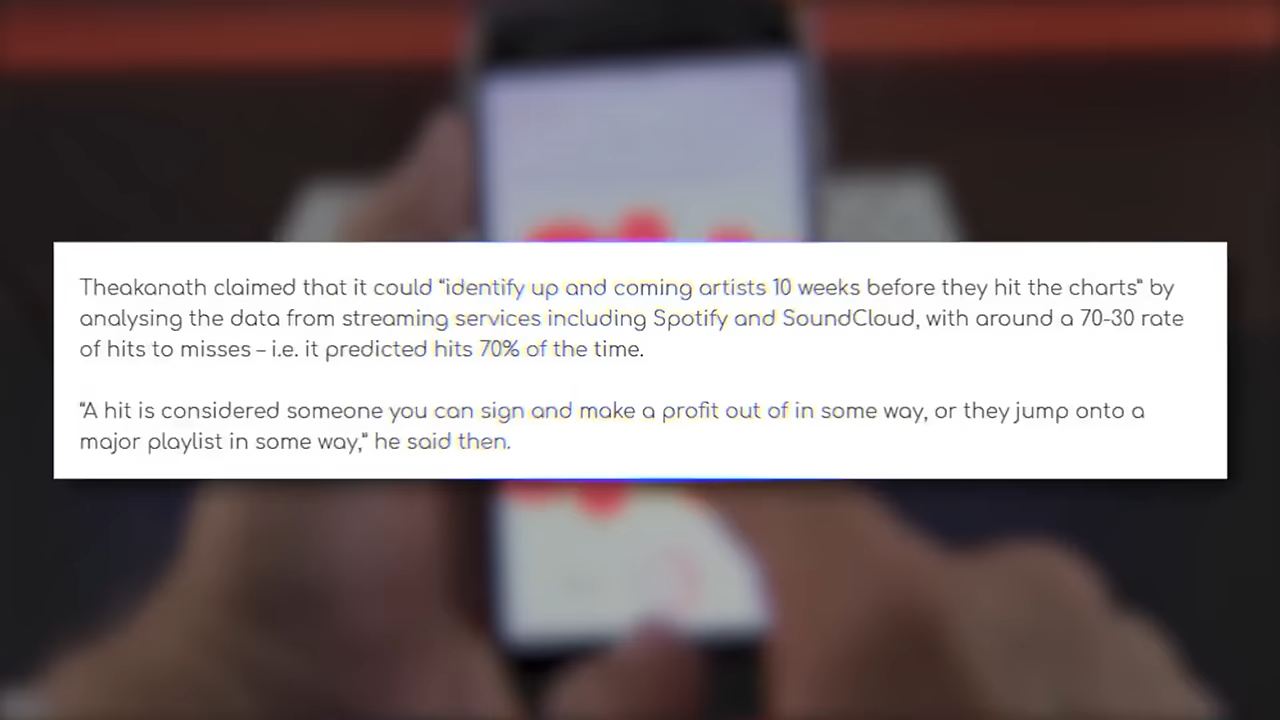 Theakanath claimed that it could “identify up and coming artists 10 weeks before they hit the charts” by
analysing the data from streaming services including Spotify and SoundCloud, with around a 70-30 rate
of hits to misses – i.e. it predicted hits 70% of the time.
“A hit is considered someone you can sign and make a profit out of in some way, or they jump onto a
major playlist in some way,” he said then.